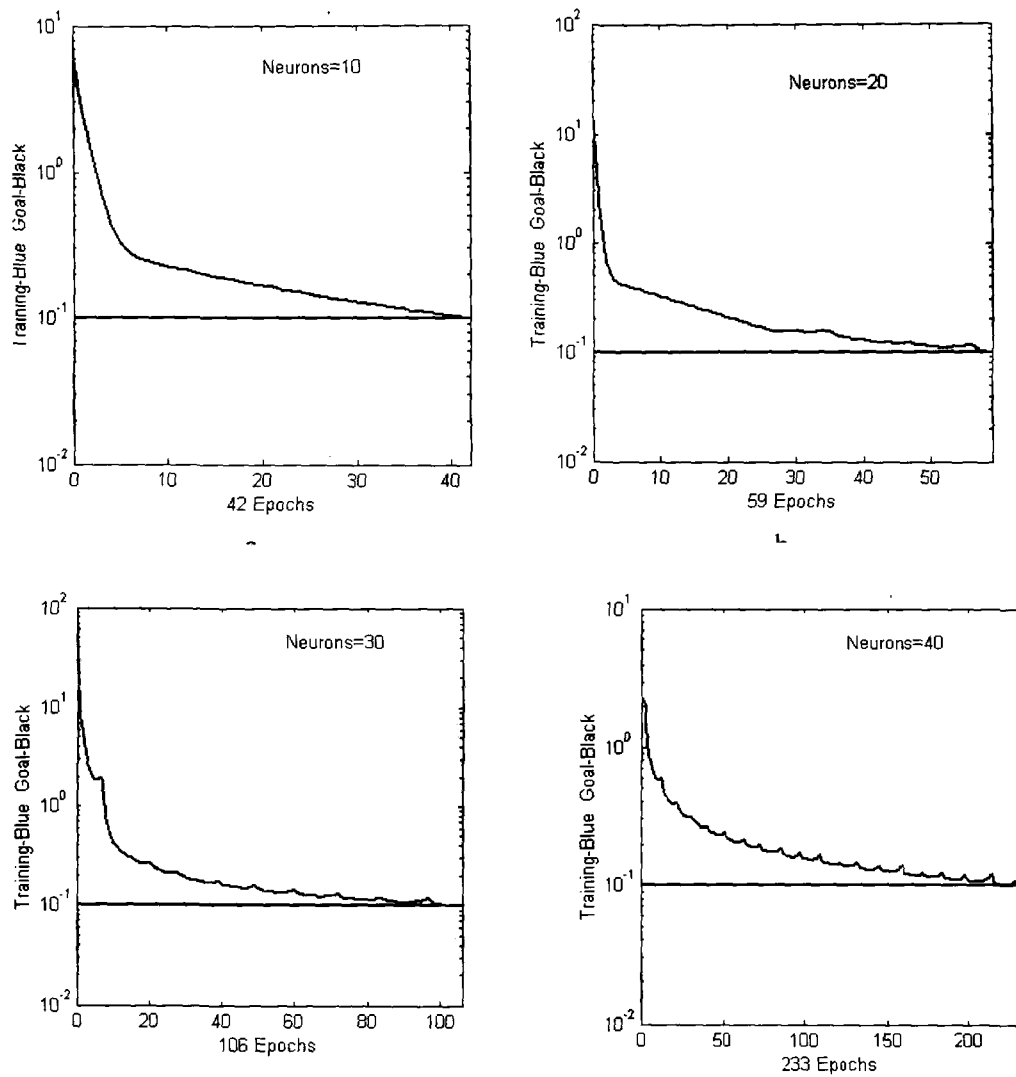 10^1
Neurons=10
10^0
10^-1
10^-2
Training-Blue Goal-Black
0 10 20 30 40
42 Epochs
10^2
Neurons=20
10^1
10^0
10^-1
10^-2
Training-Blue Goal-Black
0 10 20 30 40 50
59 Epochs
10^2
Neurons=30
10^1
10^0
10^-1
10^-2
Training-Blue Goal-Black
0 20 40 60 80 100
106 Epochs
10^1
Neurons=40
10^0
10^-1
10^-2
Training-Blue Goal-Black
0 50 100 150 200
233 Epochs